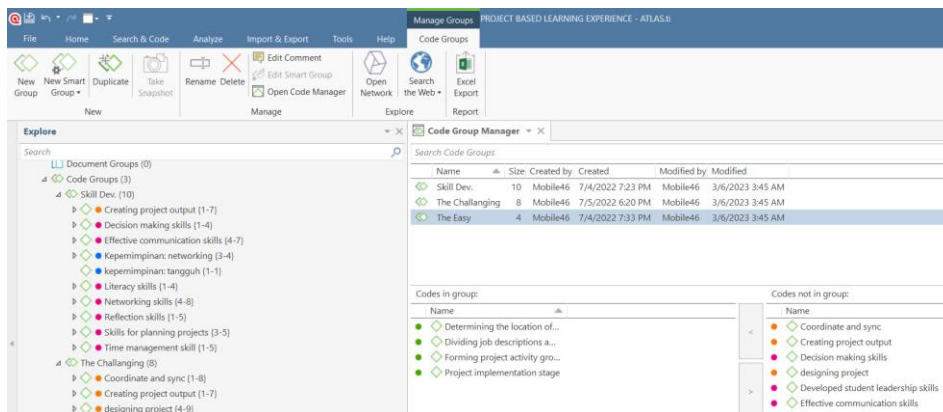 Manage Groups PROJECT BASED LEARNING EXPERIENCE - ATLAS.ti
File Home Search & Code Analyze Import & Export Tools Help Code Groups
New Group
New Smart Group
Duplicate
Take Snapshot
Rename Delete
Edit Comment
Edit Smart Group
Open Code Manager
Open Network
Search the Web
Excel Export
New Manage Explore Report
Explore
Search
Document Groups (0)
Code Groups (3)
Skill Dev. (10)
Creating project output {1-7}
Decision making skills {1-4}
Effective communication skills {4-7}
Kepemimpinan: networking {3-4}
kepemimpinan: tangguh {1-1}
Literacy skills {1-4}
Networking skills {4-8}
Reflection skills {1-5}
Skills for planning projects {3-5}
Time management skill {1-5}
The Challanging (8)
Coordinate and sync {1-8}
Creating project output {1-7}
designing project {4-9}
Code Group Manager
Search Code Groups
Name Size Created by Created Modified by Modified
Skill Dev. 10 Mobile46 7/4/2022 7:23 PM Mobile46 3/6/2023 3:45 AM
The Challanging 8 Mobile46 7/5/2022 6:20 PM Mobile46 3/6/2023 3:45 AM
The Easy 4 Mobile46 7/4/2022 7:33 PM Mobile46 3/6/2023 3:45 AM
Codes in group:
Name
Determining the location of...
Dividing job descriptions a...
Forming project activity gro...
Project implementation stage
<
>
Codes not in group:
Name
Coordinate and sync
Creating project output
Decision making skills
designing project
Developed student leadership skills
Effective communication skills